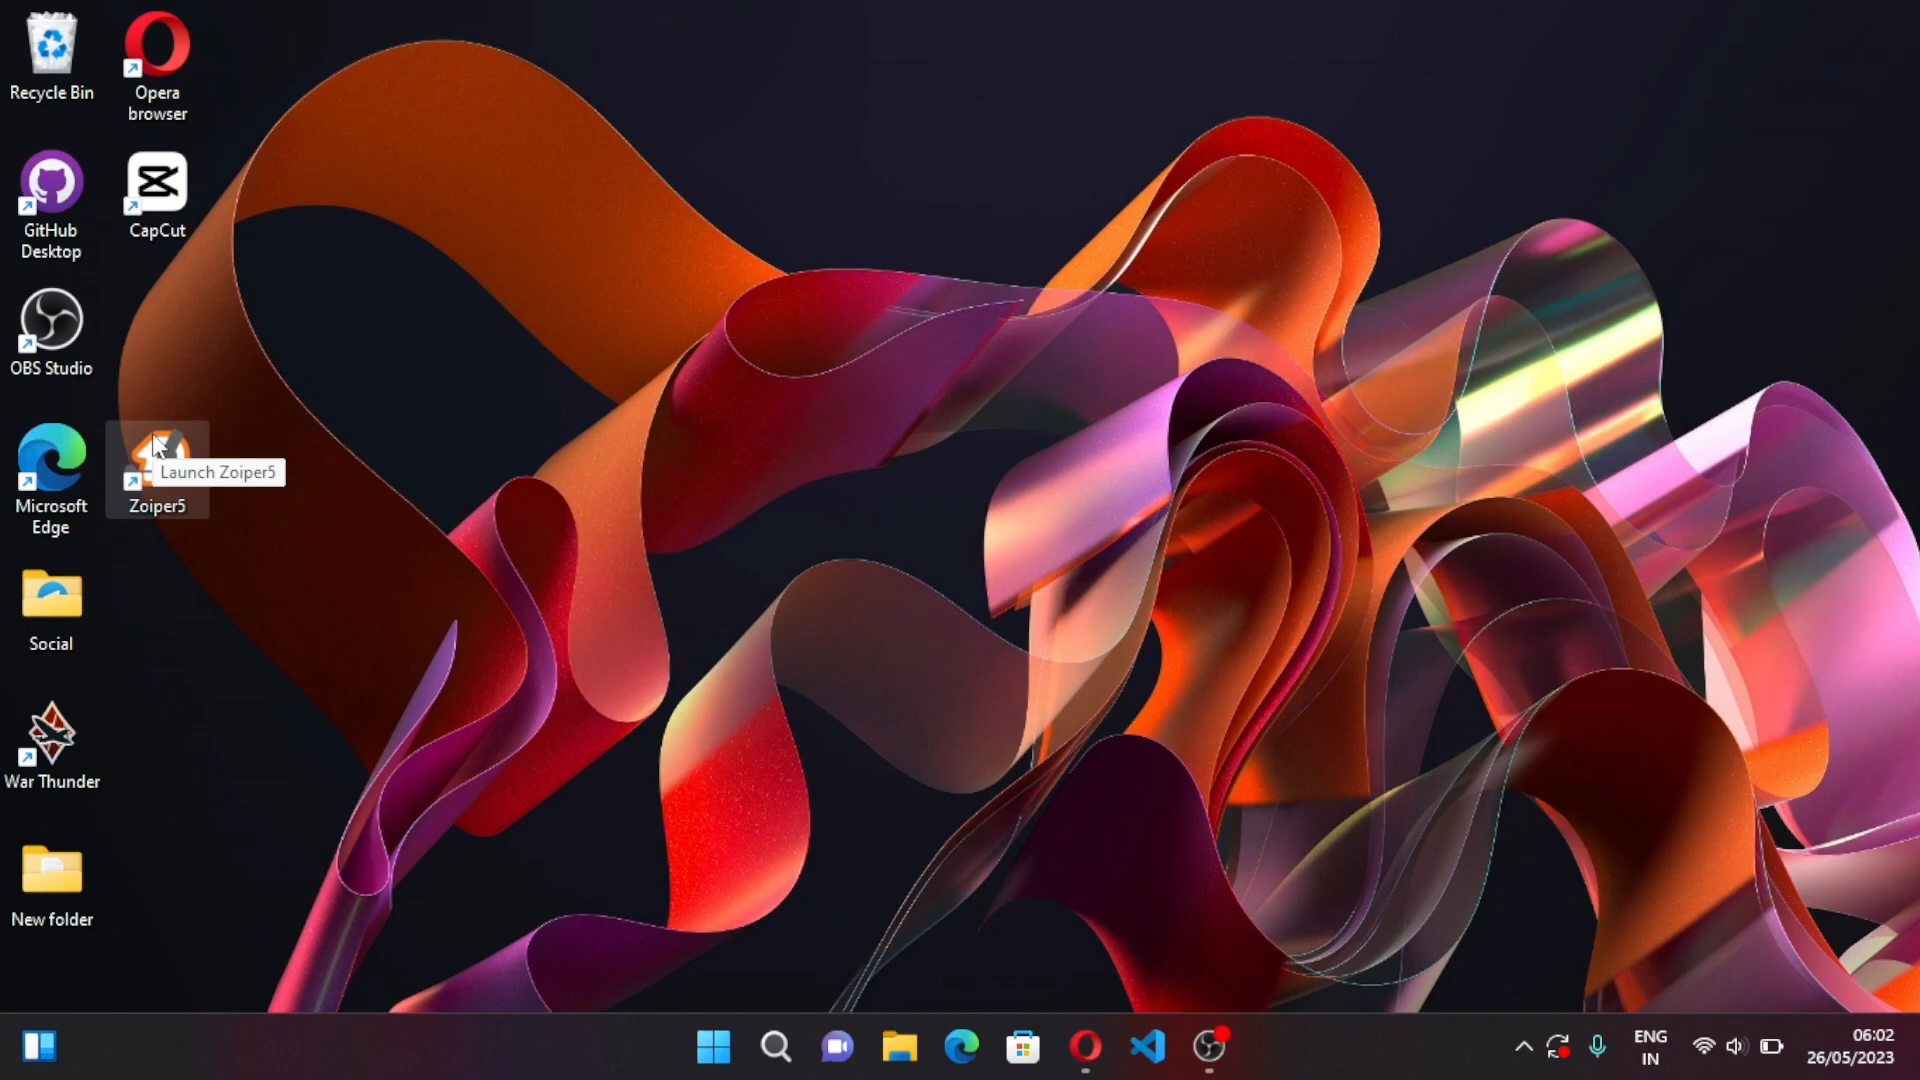 Recycle Bin
Opera
browser
GitHub
Desktop
CapCut
OBS Studio
Microsoft
Edge
Launch Zoiper5
Zoiper5
Social
War Thunder
New folder
ENG
IN
06:02
26/05/2023